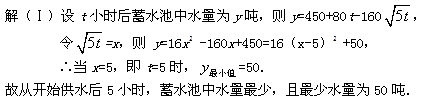 解（Ⅰ）设 t小时后蓄水池中水量为 y吨，则 y=450+80 t-160√5t，
令√5t=x，则 y=16x² -160x+450=16（x-5）² +50，
∴当 x=5，即 t=5 时，y最小值=50.
故从开始供水后 5 小时，蓄水池中水量最少，且最少水量为 50 吨.